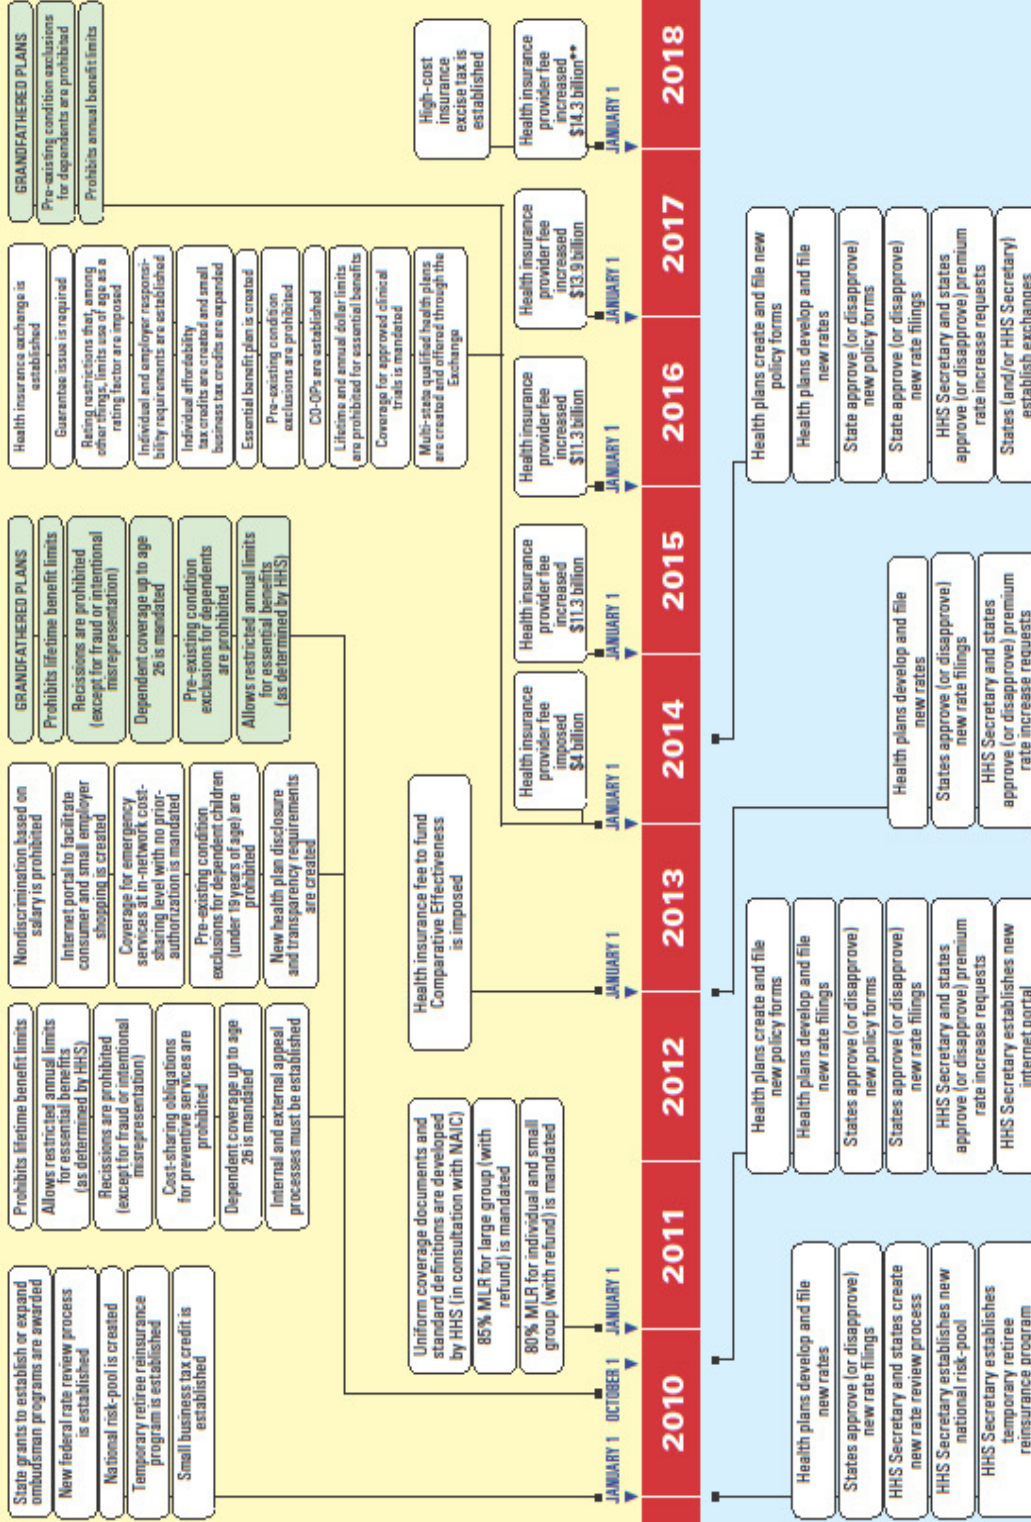 State grants to establish or expand
ombudsman programs are awarded
New federal rate review process
is established
National risk-pool is created
Temporary retiree reinsurance
program is established
Small business tax credit is
established
Prohibits lifetime benefit limits
Allows restricted annual limits
for essential benefits
(as determined by HHS)
Recissions are prohibited
(except for fraud or intentional
misrepresentation)
Cost-sharing obligations
for preventive services are
prohibited
Dependent coverage up to age
26 is mandated
Internal and external appeal
processes must be established
Nondiscrimination based on
salary is prohibited
Internet portal to facilitate
consumer and small employer
shopping is created
Coverage for emergency
services at in-network cost-
sharing level with no prior-
authorization is mandated
Pre-existing condition
exclusions for dependent children
(under 19 years of age) are
prohibited
New health plan disclosure
and transparency requirements
are created
GRANDFATHERED PLANS
Prohibits lifetime benefit limits
Recissions are prohibited
(except for fraud or intentional
misrepresentation)
Dependent coverage up to age
26 is mandated
Pre-existing condition
exclusions for dependents
are prohibited
Allows restricted annual limits
for essential benefits
(as determined by HHS)
Health insurance exchange is
established
Guarantee issue is required
Rating restrictions that, among
other things, limits use of age as a
rating factor are imposed
Individual and employer responsi-
bility requirements are established
Individual affordability
tax credits are created and small
business tax credits are expanded
Essential benefit plan is created
Pre-existing condition
exclusions are prohibited
CO-OPs are established
Lifetime and annual dollar limits
are prohibited for essential benefits
Coverage for approved clinical
trials is mandated
Multi-state qualified health plans
are created and offered through the
Exchange
GRANDFATHERED PLANS
Pre-existing condition exclusions
for dependents are prohibited
Prohibits annual benefit limits
Uniform coverage documents and
standard definitions are developed
by HHS (in consultation with NAIC)
85% MLR for large group (with
refund) is mandated
80% MLR for individual and small
group (with refund) is mandated
Health insurance fee to fund
Comparative Effectiveness
is imposed
Health insurance
provider fee
imposed
$4 billion
Health insurance
provider fee
increased
$11.3 billion
Health insurance
provider fee
increased
$11.3 billion
Health insurance
provider fee
increased
$13.9 billion
High-cost
insurance
excise tax is
established
Health insurance
provider fee
increased
$14.3 billion**
JANUARY 1
OCTOBER 1
JANUARY 1
JANUARY 1
JANUARY 1
JANUARY 1
JANUARY 1
JANUARY 1
JANUARY 1
2010
2011
2012
2013
2014
2015
2016
2017
2018
Health plans develop and file
new rates
States approve (or disapprove)
new rate filings
HHS Secretary and states create
new rate review process
HHS Secretary establishes new
national risk-pool
HHS Secretary establishes
temporary retiree
reinsurance program
Health plans create and file
new policy forms
Health plans develop and file
new rate filings
States approve (or disapprove)
new policy forms
States approve (or disapprove)
new rate filings
HHS Secretary and states
approve (or disapprove) premium
rate increase requests
HHS Secretary establishes new
internet portal
Health plans develop and file
new rates
States approve (or disapprove)
new rate filings
HHS Secretary and states
approve (or disapprove) premium
rate increase requests
Health plans create and file new
policy forms
Health plans develop and file
new rates
State approve (or disapprove)
new policy forms
State approve (or disapprove)
new rate filings
HHS Secretary and states
approve (or disapprove) premium
rate increase requests
States (and/or HHS Secretary)
establish exchanges